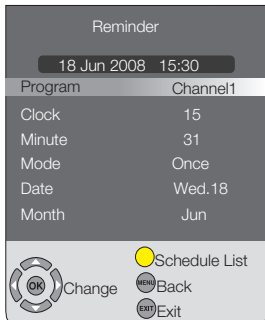 Reminder
18 Jun 2008 15:30
Program Channel1
Clock 15
Minute 31
Mode Once
Date Wed.18
Month Jun
Schedule List
OK Change MENU Back
EXIT Exit